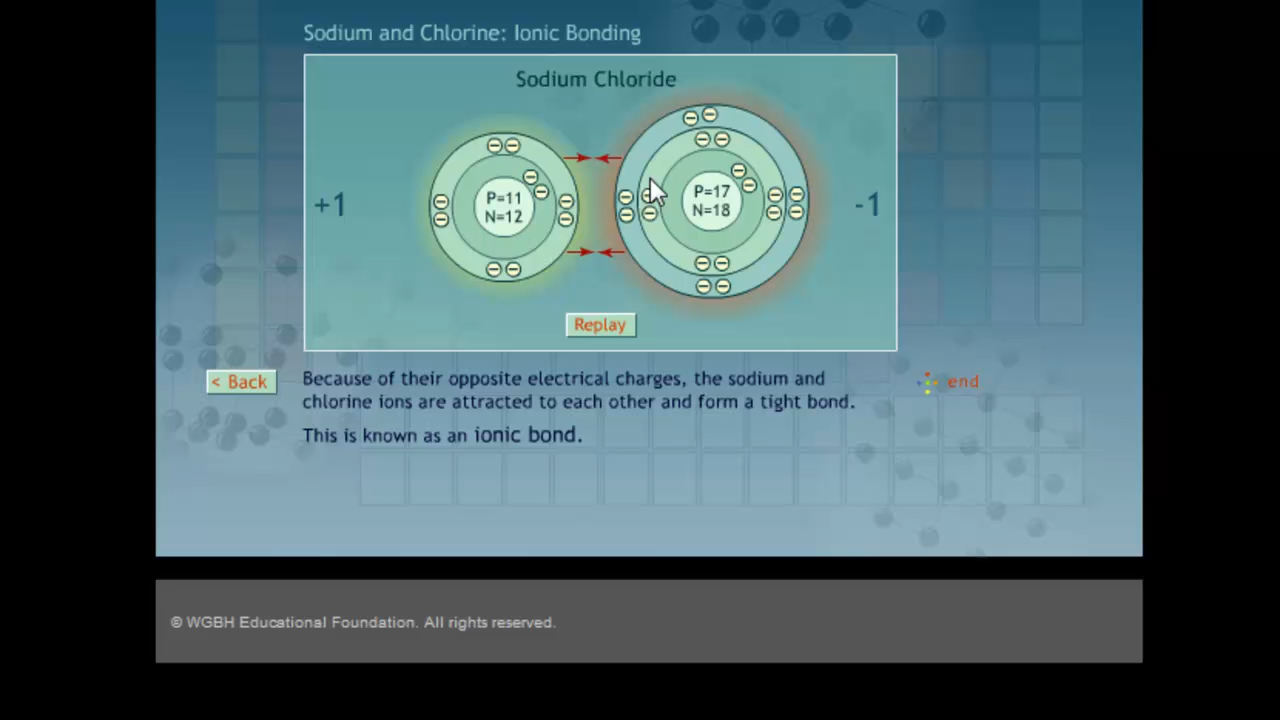 Sodium and Chlorine: Ionic Bonding
Sodium Chloride
+1
P=11
N=12
P=17
N=18
-1
Replay
< Back
Because of their opposite electrical charges, the sodium and
chlorine ions are attracted to each other and form a tight bond.
end
This is known as an ionic bond.
© WGBH Educational Foundation. All rights reserved.